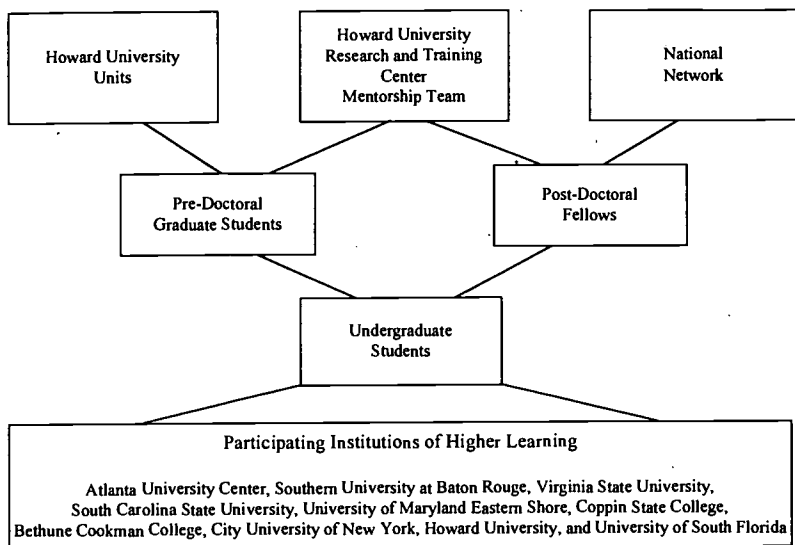 Howard University
Units
Howard University
Research and Training
Center
Mentorship Team
National
Network
Pre-Doctoral
Graduate Students
Post-Doctoral
Fellows
Undergraduate
Students
Participating Institutions of Higher Learning
Atlanta University Center, Southern University at Baton Rouge, Virginia State University,
South Carolina State University, University of Maryland Eastern Shore, Coppin State College,
Bethune Cookman College, City University of New York, Howard University, and University of South Florida